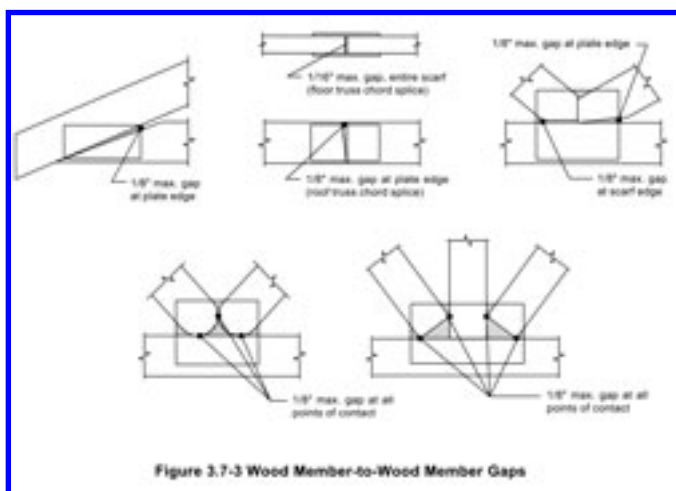 1/16" max. gap, entire scarf
(floor truss chord splice)
1/8" max. gap at plate edge
1/8" max. gap
at plate edge
1/8" max. gap at plate edge
(roof truss chord splice)
1/8" max. gap
at scarf edge
1/8" max. gap at all
points of contact
1/8" max. gap at all
points of contact
Figure 3.7-3 Wood Member-to-Wood Member Gaps